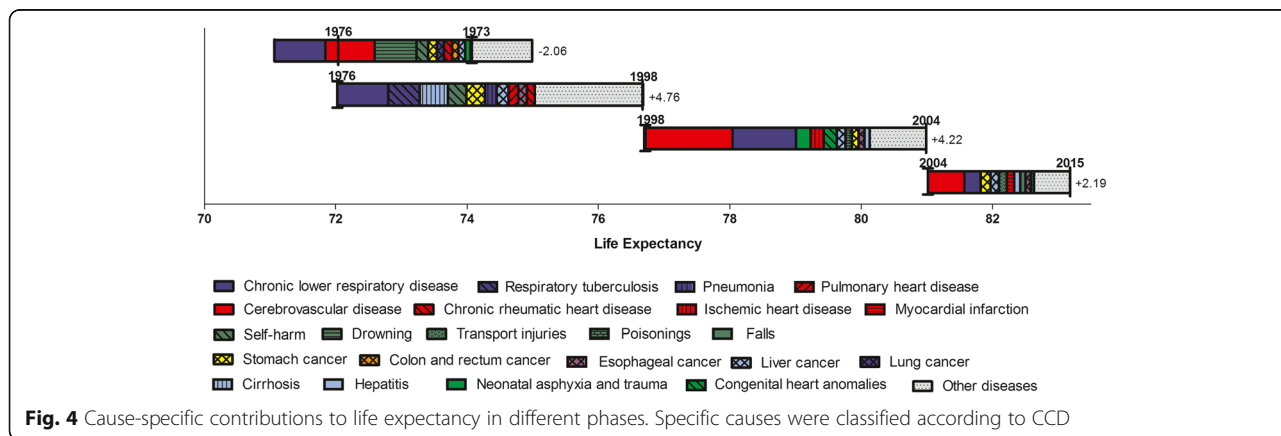 1976 1973
-2.06
1976 1998
+4.76
1998 2004
+4.22
2004 2015
+2.19
70 72 74 76 78 80 82
Life Expectancy
Chronic lower respiratory disease Respiratory tuberculosis Pneumonia Pulmonary heart disease
Cerebrovascular disease Chronic rheumatic heart disease Ischemic heart disease Myocardial infarction
Self-harm Drowning Transport injuries Poisonings Falls
Stomach cancer Colon and rectum cancer Esophageal cancer Liver cancer Lung cancer
Cirrhosis Hepatitis Neonatal asphyxia and trauma Congenital heart anomalies Other diseases
Fig. 4 Cause-specific contributions to life expectancy in different phases. Specific causes were classified according to CCD